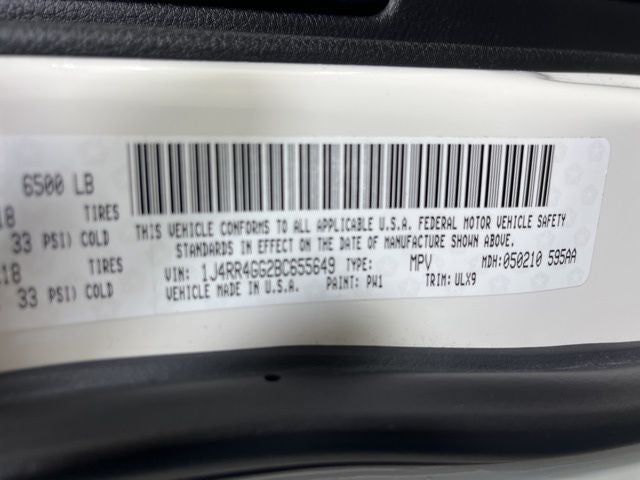 6500 LB
18 TIRES
33 PSI) COLD
18 TIRES
33 PSI) COLD
THIS VEHICLE CONFORMS TO ALL APPLICABLE U.S.A. FEDERAL MOTOR VEHICLE SAFETY
STANDARDS IN EFFECT ON THE DATE OF MANUFACTURE SHOWN ABOVE.
VIN: 1J4RR4GG2BC655649 TYPE: MPV MDH:050210 595AA
VEHICLE MADE IN U.S.A. PAINT: PW1 TRIM: ULX9